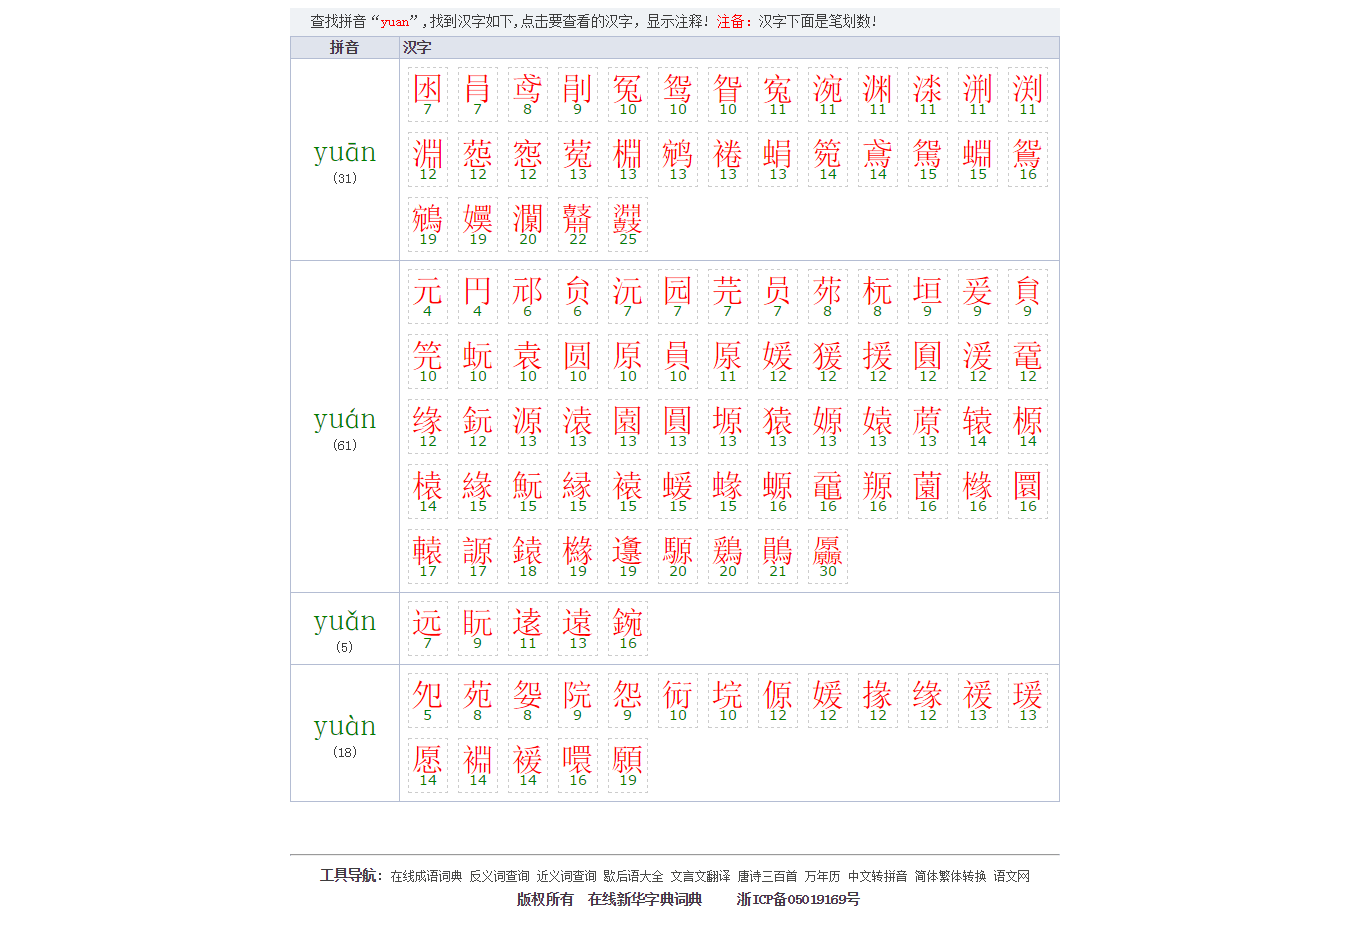 查找拼音“yuan”,找到汉字如下,点击要查看的汉字，显示注释! 注备：汉字下面是笔划数!
拼音 汉字
yuān
(31)
囦 肙 鸢 剈 冤 鸳 眢 寃 涴 渊 渁 渆 渕
7 7 8 9 10 10 10 11 11 11 11 11 11
淵 葾 惌 蒬 棩 鹓 裷 蜎 箢 鳶 駌 蜵 鴛
12 12 12 13 13 13 13 13 14 14 15 15 16
鵷 嬽 灁 鼘 鼝
19 19 20 22 25
yuán
(61)
元 円 邧 贠 沅 园 芫 员 茒 杬 垣 爰 貟
4 4 6 6 7 7 7 7 8 8 9 9 9
笎 蚖 袁 圆 原 員 厡 媛 猨 援 圎 湲 鼋
10 10 10 10 10 10 11 12 12 12 12 12 12
缘 鈨 源 溒 園 圓 塬 猿 嫄 媴 蒝 辕 榞
12 12 13 13 13 13 13 13 13 13 13 14 14
榬 緣 魭 縁 褤 蝯 蝝 螈 黿 羱 薗 橼 圜
14 15 15 15 15 15 15 16 16 16 16 16 16
轅 謜 鎱 櫞 邍 騵 鶢 鶰 厵
17 17 18 19 19 20 20 21 30
yuǎn
(5)
远 盶 逺 遠 鋺
7 9 11 13 16
yuàn
(18)
夗 苑 妴 院 怨 衏 垸 傆 媛 掾 缘 禐 瑗
5 8 8 9 9 10 10 12 12 12 12 13 13
愿 裫 褑 噮 願
14 14 14 16 19
工具导航: 在线成语词典 反义词查询 近义词查询 歇后语大全 文言文翻译 唐诗三百首 万年历 中文转拼音 简体繁体转换 语文网
版权所有 在线新华字典词典 浙ICP备05019169号